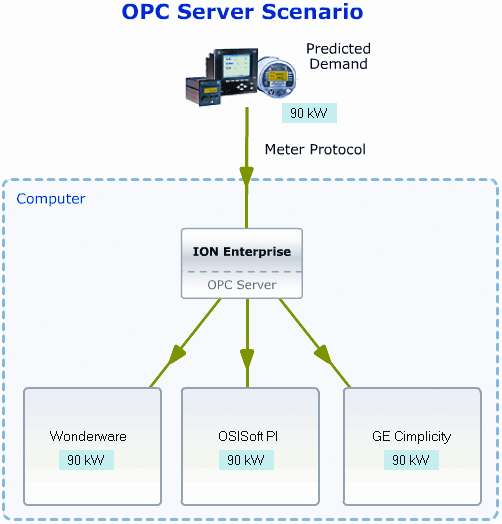 OPC Server Scenario
Predicted
Demand
90 kW
Meter Protocol
Computer
ION Enterprise
OPC Server
Wonderware
90 kW
OSISoft PI
90 kW
GE Cimplicity
90 kW